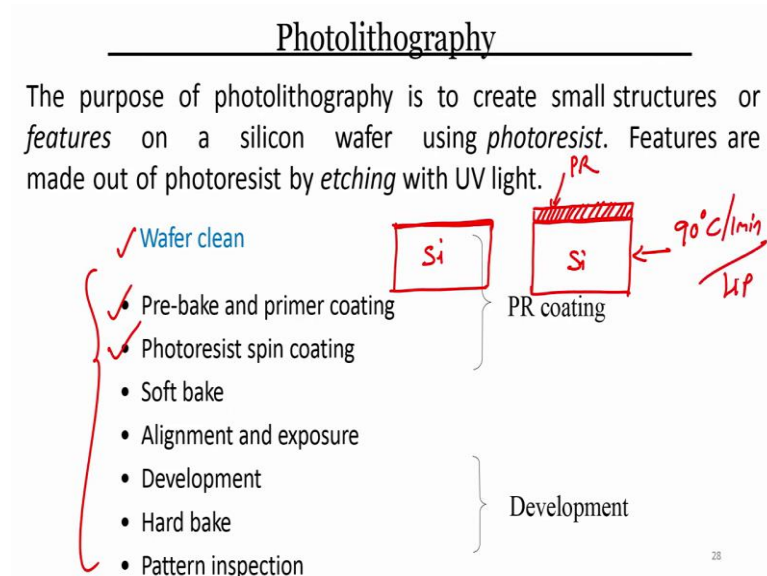 Photolithography
The purpose of photolithography is to create small structures or
features on a silicon wafer using photoresist. Features are
made out of photoresist by etching with UV light.
PR
Wafer clean
Si
Si
90°C/1min
HP
• Pre-bake and primer coating
PR coating
• Photoresist spin coating
• Soft bake
• Alignment and exposure
• Development
Development
• Hard bake
• Pattern inspection
28